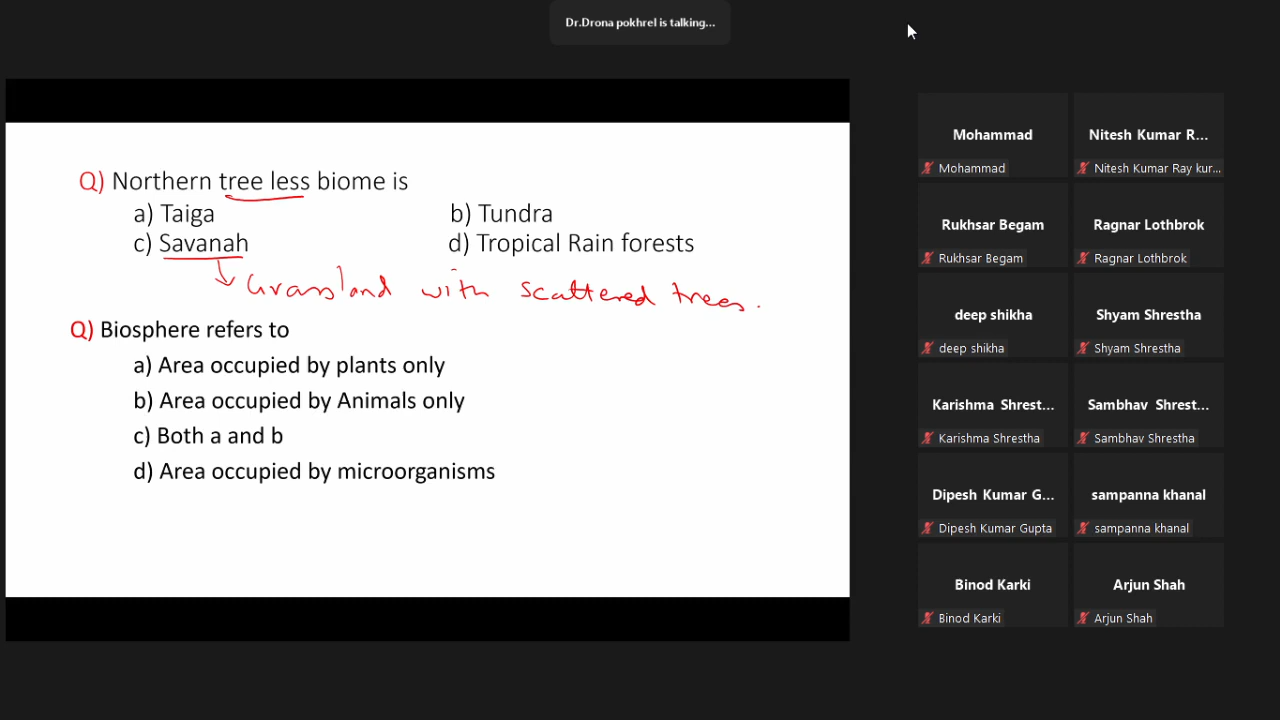 Dr.Drona pokhrel is talking...
Q) Northern tree less biome is
a) Taiga b) Tundra
c) Savanah d) Tropical Rain forests
Grassland with scattered trees.
Q) Biosphere refers to
a) Area occupied by plants only
b) Area occupied by Animals only
c) Both a and b
d) Area occupied by microorganisms
Mohammad Nitesh Kumar R...
Mohammad Nitesh Kumar Ray kur...
Rukhsar Begam Ragnar Lothbrok
Rukhsar Begam Ragnar Lothbrok
deep shikha Shyam Shrestha
deep shikha Shyam Shrestha
Karishma Shrest... Sambhav Shrest...
Karishma Shrestha Sambhav Shrestha
Dipesh Kumar G... sampanna khanal
Dipesh Kumar Gupta sampanna khanal
Binod Karki Arjun Shah
Binod Karki Arjun Shah